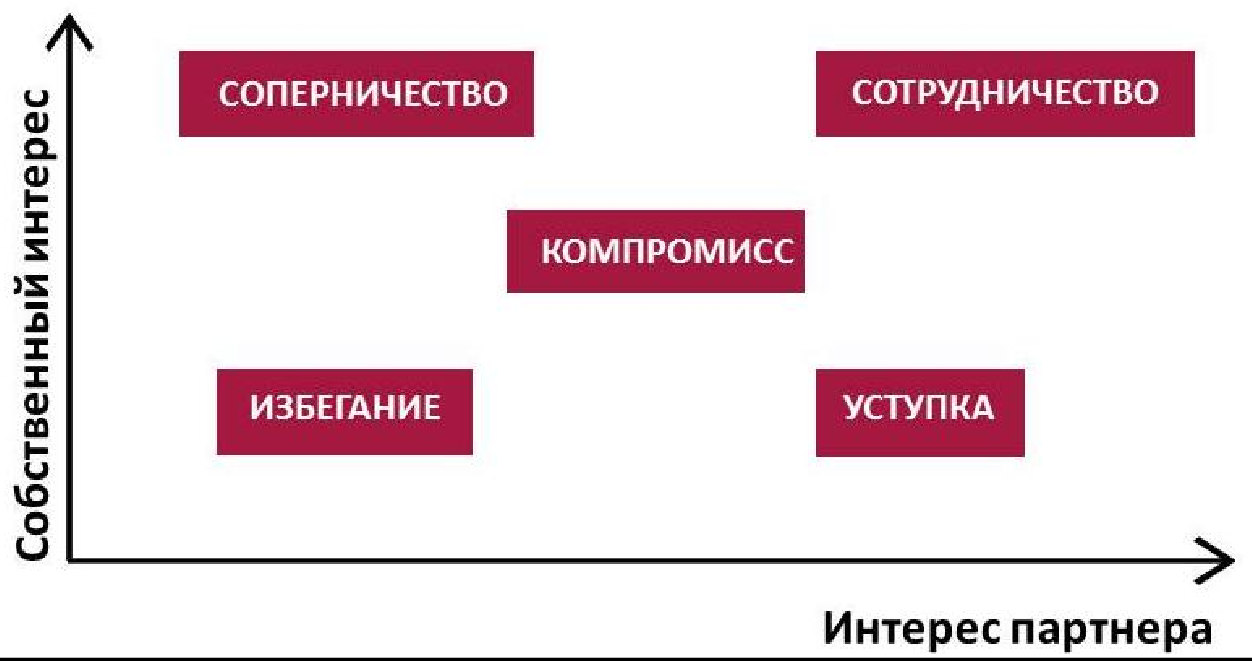 Собственный интерес
СОПЕРНИЧЕСТВО
СОТРУДНИЧЕСТВО
КОМПРОМИСС
ИЗБЕГАНИЕ
УСТУПКА
Интерес партнера